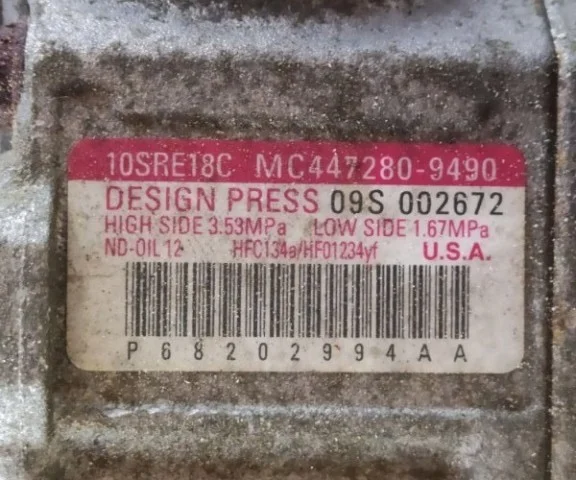 10SRE18C MC447280-9490
DESIGN PRESS 09S 002672
HIGH SIDE 3.53MPa LOW SIDE 1.67MPa
ND-OIL 12 HFC134a/HFO1234yf U.S.A.
P68202994AA